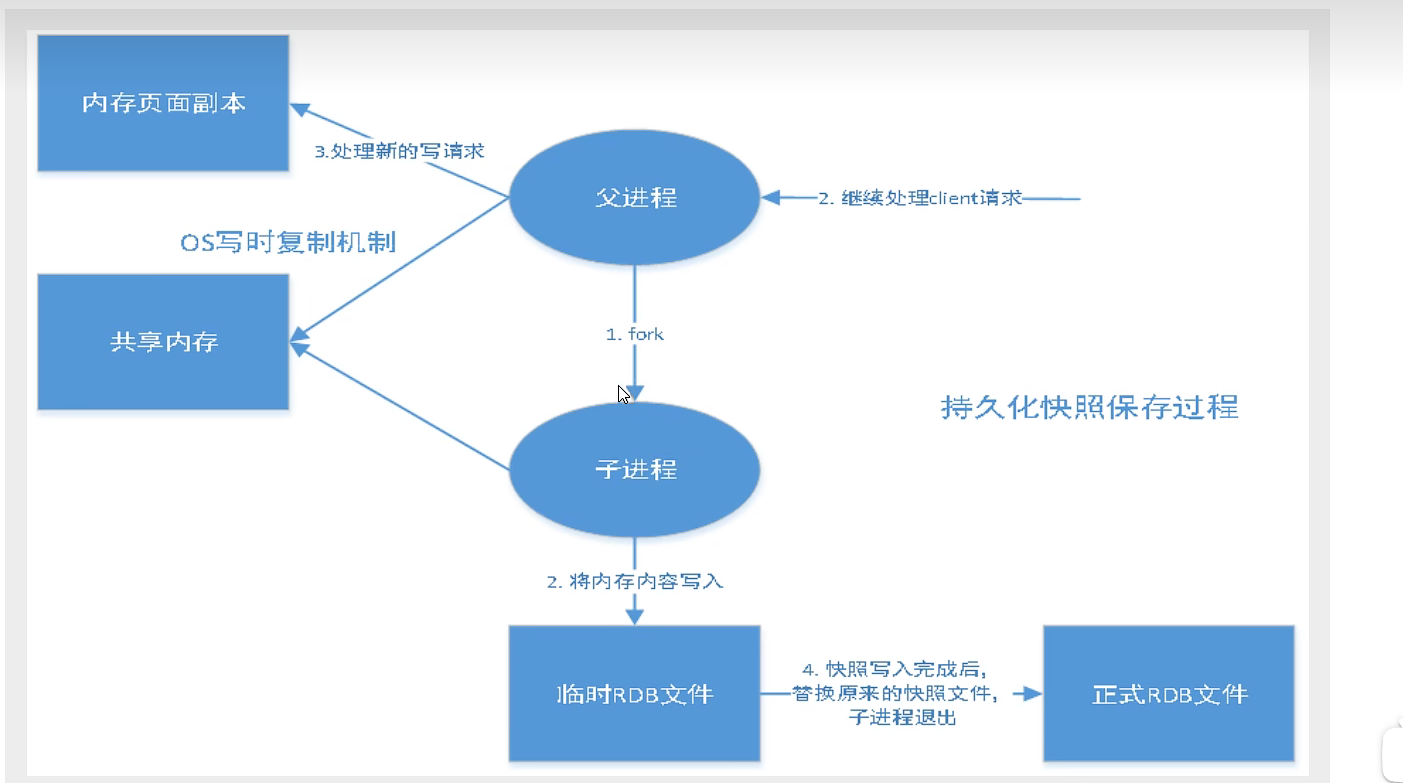 内存页面副本
3.处理新的写请求
父进程
2. 继续处理client请求
OS写时复制机制
共享内存
1. fork
持久化快照保存过程
子进程
2. 将内存内容写入
临时RDB文件
4. 快照写入完成后,
替换原来的快照文件,
子进程退出
正式RDB文件